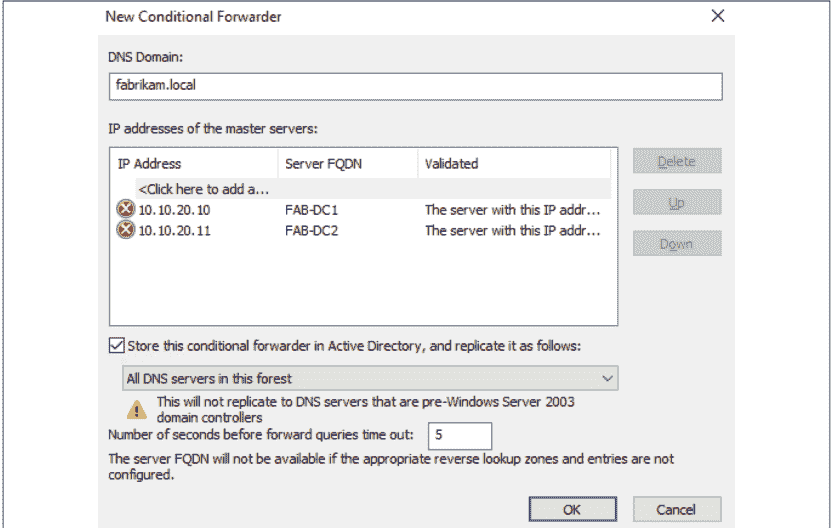 New Conditional Forwarder
DNS Domain:
fabrikam.local
IP addresses of the master servers:
IP Address Server FQDN Validated
<Click here to add a...
10.10.20.10 FAB-DC1 The server with this IP addr...
10.10.20.11 FAB-DC2 The server with this IP addr...
Delete
Up
Down
Store this conditional forwarder in Active Directory, and replicate it as follows:
All DNS servers in this forest
This will not replicate to DNS servers that are pre-Windows Server 2003
domain controllers
Number of seconds before forward queries time out: 5
The server FQDN will not be available if the appropriate reverse lookup zones and entries are not
configured.
OK Cancel